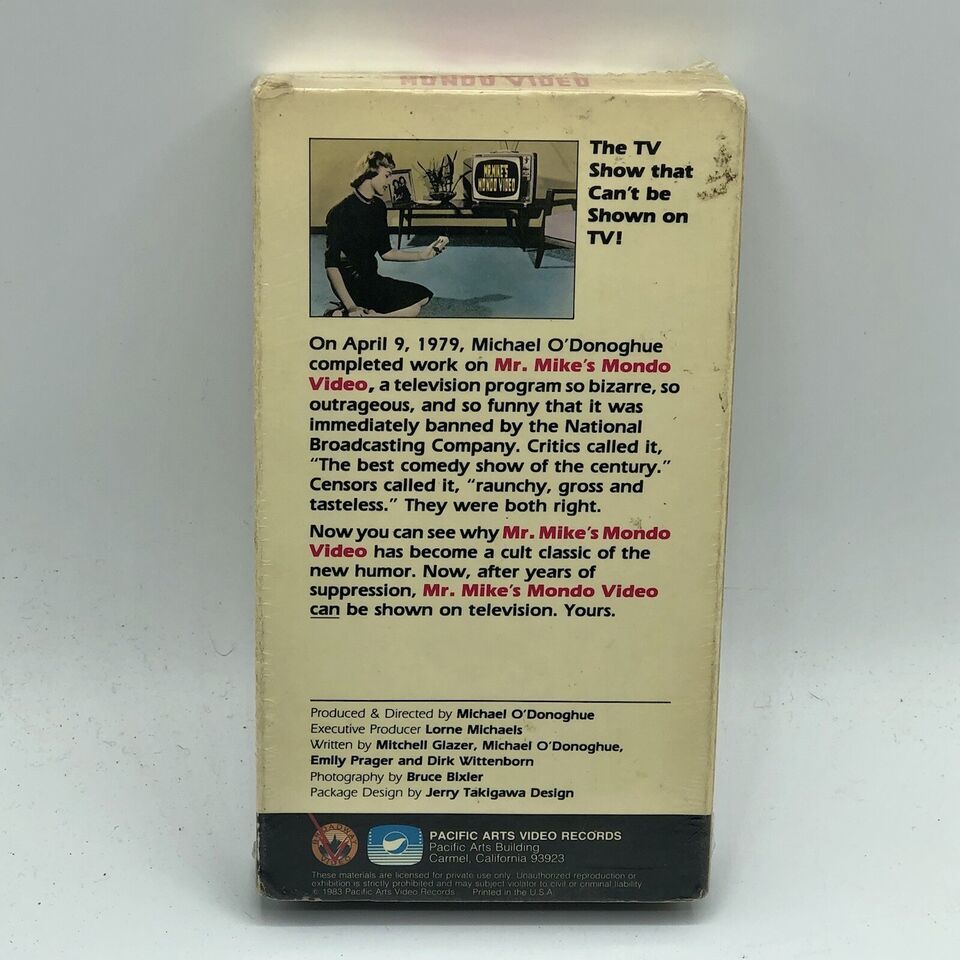 MONDO VIDEO
MR. MIKE'S
MONDO VIDEO
The TV
Show that
Can't be
Shown on
TV!
On April 9, 1979, Michael O'Donoghue
completed work on Mr. Mike's Mondo
Video, a television program so bizarre, so
outrageous, and so funny that it was
immediately banned by the National
Broadcasting Company. Critics called it,
"The best comedy show of the century."
Censors called it, "raunchy, gross and
tasteless." They were both right.
Now you can see why Mr. Mike's Mondo
Video has become a cult classic of the
new humor. Now, after years of
suppression, Mr. Mike's Mondo Video
can be shown on television. Yours.
Produced & Directed by Michael O'Donoghue
Executive Producer Lorne Michaels
Written by Mitchell Glazer, Michael O'Donoghue,
Emily Prager and Dirk Wittenborn
Photography by Bruce Bixler
Package Design by Jerry Takigawa Design
BROADWAY
VIDEO
PACIFIC ARTS VIDEO RECORDS
Pacific Arts Building
Carmel, California 93923
These materials are licensed for private use only. Unauthorized reproduction or
exhibition is strictly prohibited and may subject violator to civil or criminal liability
© 1983 Pacific Arts Video Records Printed in the U.S.A